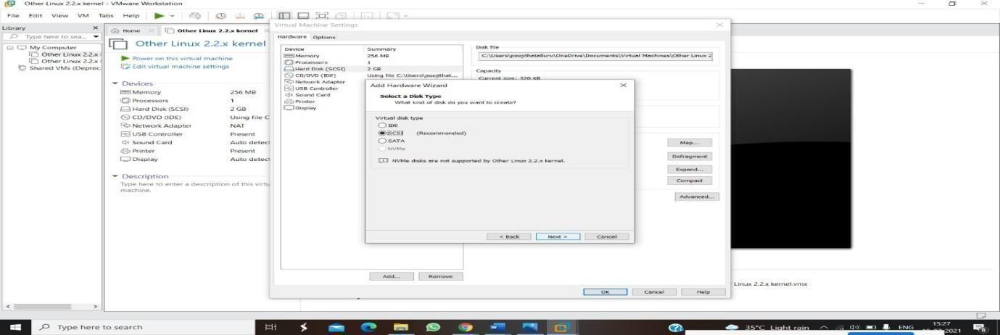 Other Linux 2.2.x kernel - VMware Workstation
File Edit View VM Tabs Help
Library
Type here to sea...
My Computer
Other Linux 2.2.x
Other Linux 2.2.x
Shared VMs (Deprec
Home
Other Linux 2.2.x kernel
Other Linux 2.2.x kernel
Power on this virtual machine
Edit virtual machine settings
Devices
Memory 256 MB
Processors 1
Hard Disk (SCSI) 2 GB
CD/DVD (IDE) Using file C
Network Adapter NAT
USB Controller Present
Sound Card Auto detec
Printer Present
Display Auto detec
Description
Type here to enter a description of this virtu
machine.
Virtual Machine Settings
Hardware Options
Device Summary
Memory 256 MB
Processors 1
Hard Disk (SCSI) 2 GB
CD/DVD (IDE) Using file C:\Users\poojithat...
Network Adapter
USB Controller
Sound Card
Printer
Display
Add... Remove
Disk file
C:\Users\poojithatalluru\OneDrive\Documents\Virtual Machines\Other Linux 2
Capacity
Current size: 320 KB
Map...
Defragment
Expand...
Compact
Advanced...
OK Cancel Help
Add Hardware Wizard
Select a Disk Type
What kind of disk do you want to create?
Virtual disk type
IDE
SCSI (Recommended)
SATA
NVMe
NVMe disks are not supported by Other Linux 2.2.x kernel.
< Back Next > Cancel
Linux 2.2.x kernel.vmx
Type here to search
35°C Light rain
ENG
15:27